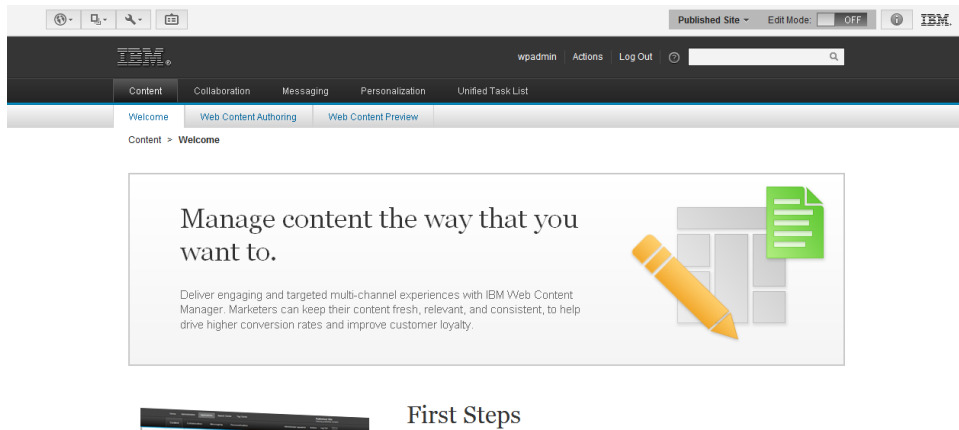 Published Site
Edit Mode:
OFF
IBM.
IBM.
wpadmin
Actions
Log Out
Content
Collaboration
Messaging
Personalization
Unified Task List
Welcome
Web Content Authoring
Web Content Preview
Content > Welcome
Manage content the way that you
want to.
Deliver engaging and targeted multi-channel experiences with IBM Web Content
Manager. Marketers can keep their content fresh, relevant, and consistent, to help
drive higher conversion rates and improve customer loyalty.
First Steps